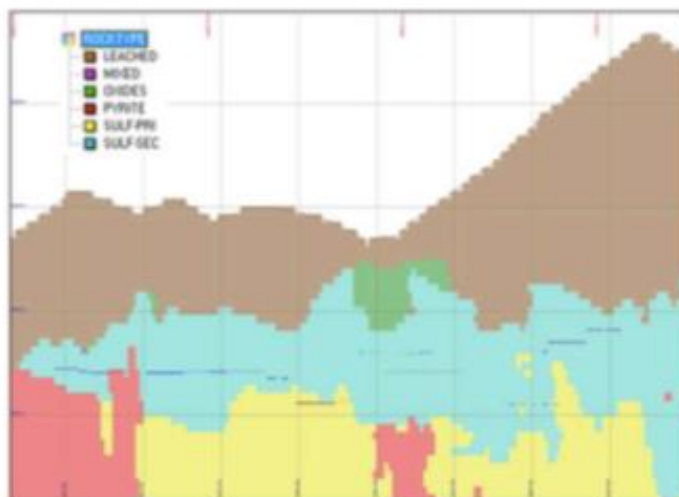 ROCKTYPE
LEACHED
MIXED
OXIDES
PYRITE
SULF-PRI
SULF-SEC